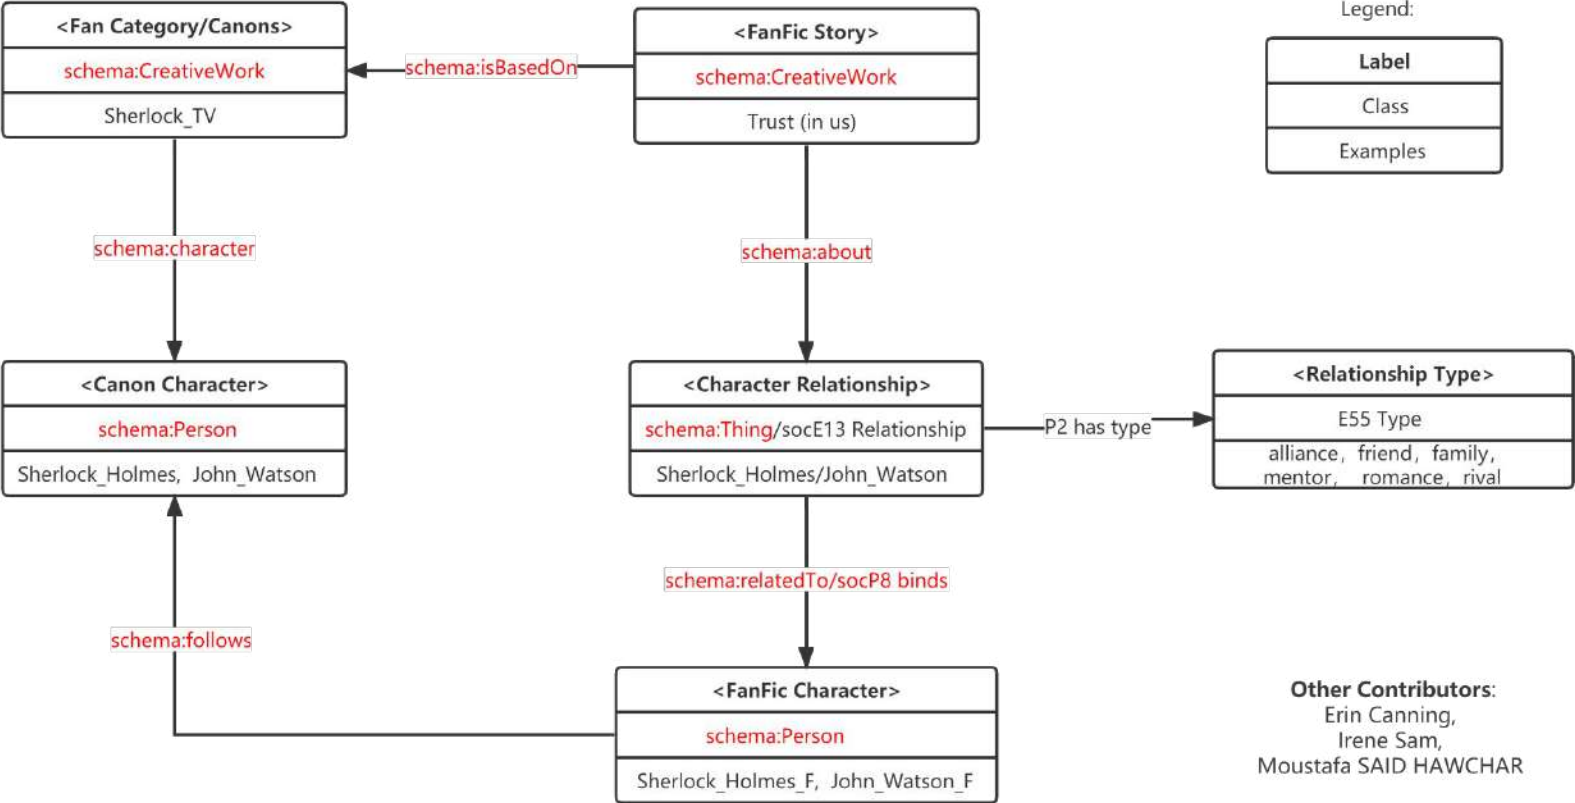 <Fan Category/Canons>
schema:CreativeWork
Sherlock_TV
schema:isBasedOn
<FanFic Story>
schema:CreativeWork
Trust (in us)
Legend:
Label
Class
Examples
schema:character
schema:about
<Canon Character>
schema:Person
Sherlock_Holmes, John_Watson
<Character Relationship>
schema:Thing/socE13 Relationship
Sherlock_Holmes/John_Watson
P2 has type
<Relationship Type>
E55 Type
alliance, friend, family,
mentor, romance, rival
schema:relatedTo/socP8 binds
schema:follows
<FanFic Character>
schema:Person
Sherlock_Holmes_F, John_Watson_F
Other Contributors:
Erin Canning,
Irene Sam,
Moustafa SAID HAWCHAR